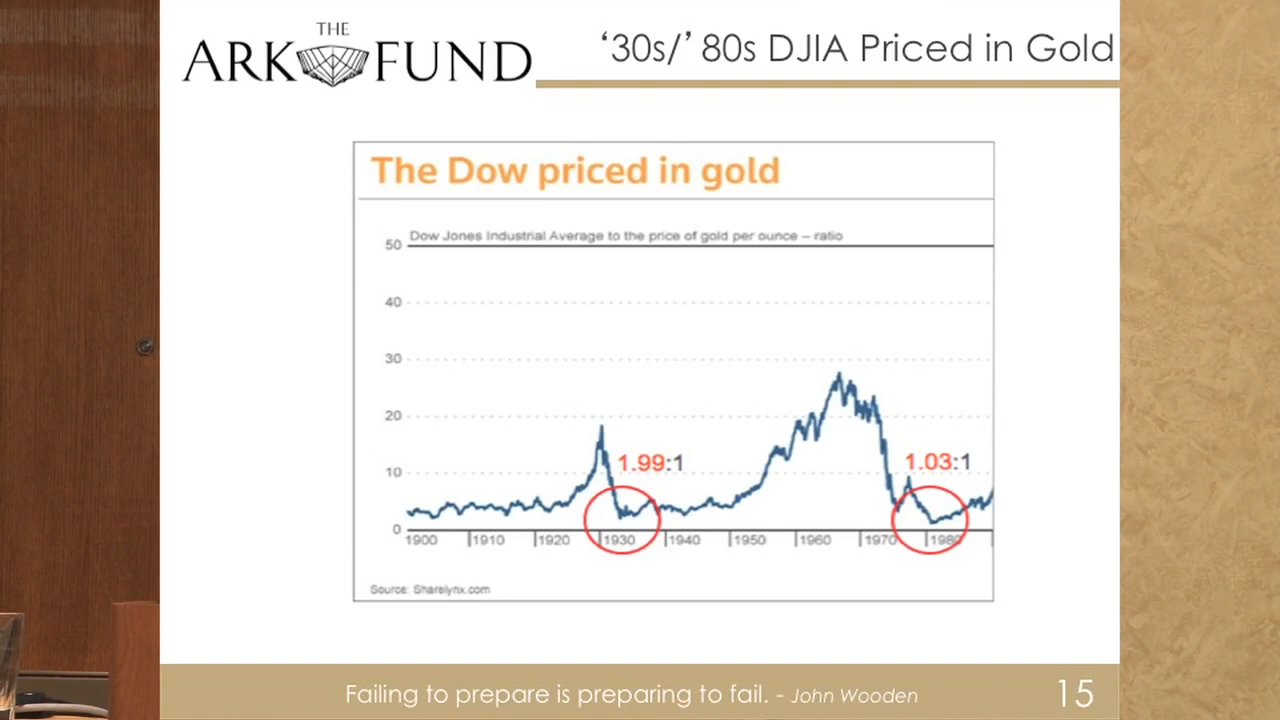 THE
ARK FUND
‘30s/’ 80s DJIA Priced in Gold
The Dow priced in gold
Dow Jones Industrial Average to the price of gold per ounce – ratio
50
40
30
20
10
0
1.99:1
1.03:1
1900 1910 1920 1930 1940 1950 1960 1970 1980
Source: Sharelynx.com
Failing to prepare is preparing to fail. - John Wooden
15